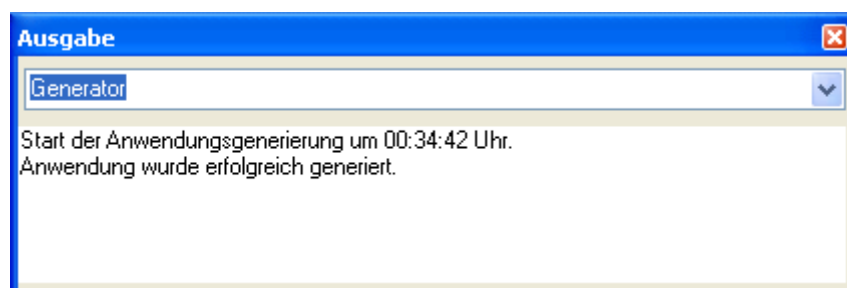 Ausgabe
Generator
Start der Anwendungsgenerierung um 00:34:42 Uhr.
Anwendung wurde erfolgreich generiert.